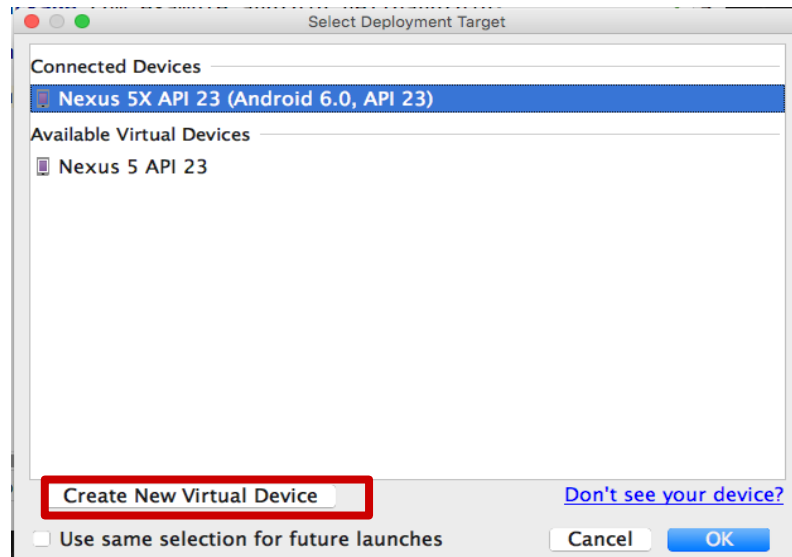 Select Deployment Target
Connected Devices
Nexus 5X API 23 (Android 6.0, API 23)
Available Virtual Devices
Nexus 5 API 23
Create New Virtual Device
Don't see your device?
Use same selection for future launches
Cancel
OK